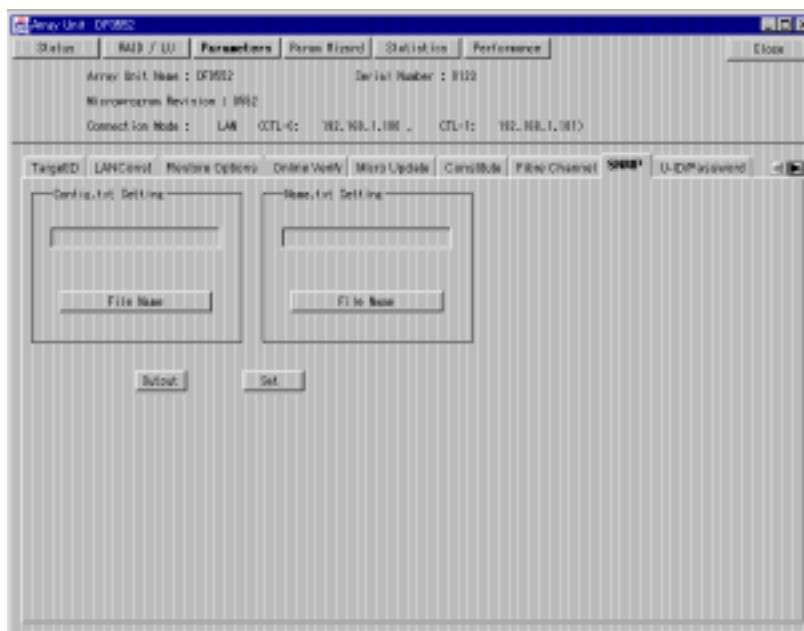 Array Unit DF0552
Status RAID / LU Parameters Param Wizard Statistics Performance Close
Array Unit Name : DF0552 Serial Number : 0123
Microprogram Revision : 0552
Connection Mode : LAN (CTL-0: 192.168.1.100 , CTL-1: 192.168.1.101)
TargetID LANConst Restore Options Online Verify Micro Update Constitute Fibre Channel SNMP U-ID/Password
Config.txt Setting Name.txt Setting
File Name File Name
Output Set